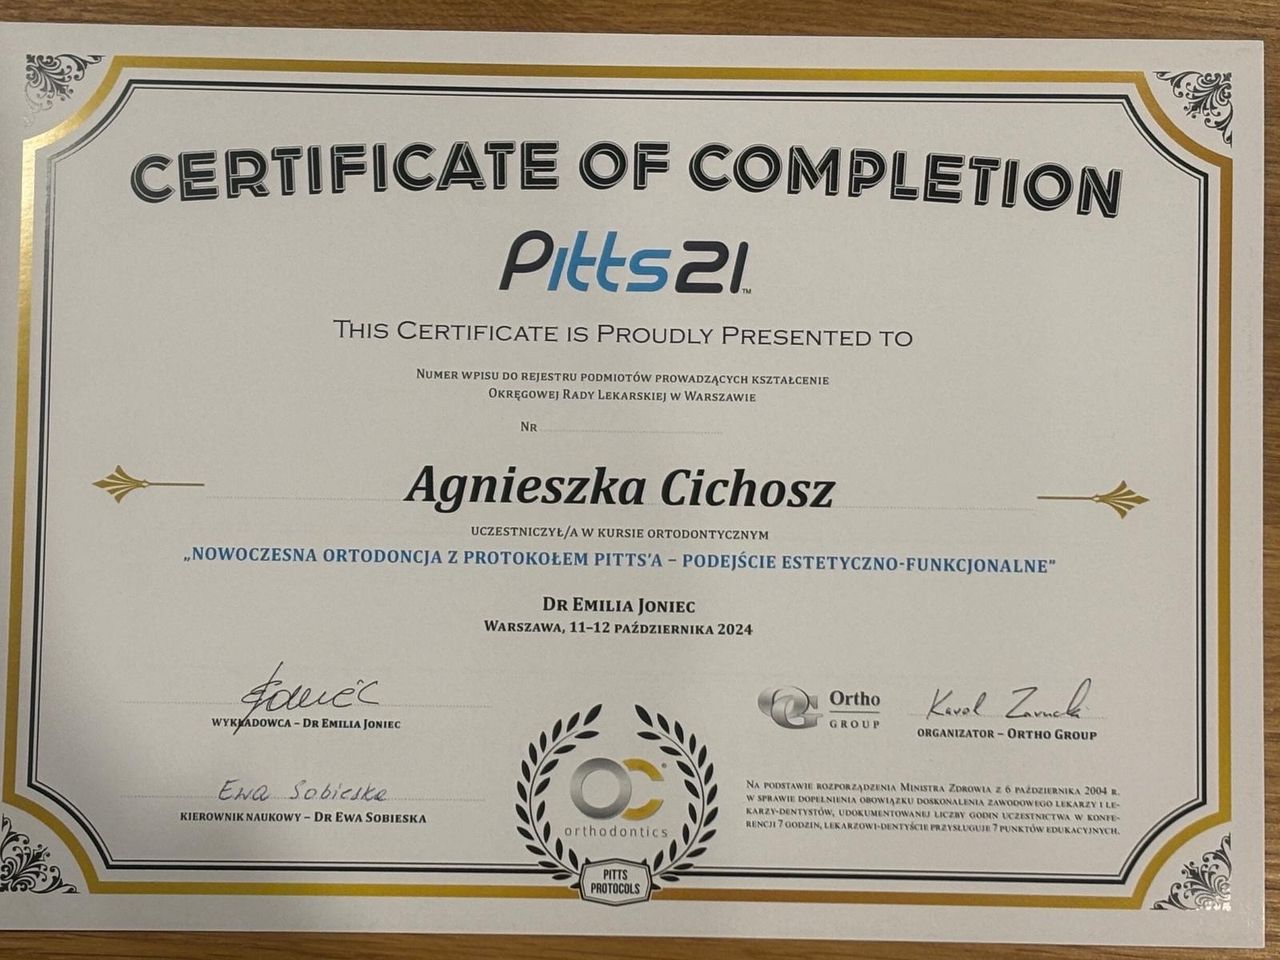 CERTIFICATE OF COMPLETION
Pitts21™
THIS CERTIFICATE IS PROUDLY PRESENTED TO
NUMER WPISU DO REJESTRU PODMIOTÓW PROWADZĄCYCH KSZTAŁCENIE
OKRĘGOWEJ RADY LEKARSKIEJ W WARSZAWIE
NR
Agnieszka Cichosz
UCZESTNICZYŁ/A W KURSIE ORTODONTYCZNYM
„NOWOCZESNA ORTODONCJA Z PROTOKOŁEM PITTS'A – PODEJŚCIE ESTETYCZNO-FUNKCJONALNE”
DR EMILIA JONIEC
WARSZAWA, 11–12 PAŹDZIERNIKA 2024
Joniec
WYKŁADOWCA – DR EMILIA JONIEC
Ewa Sobieska
KIEROWNIK NAUKOWY – DR EWA SOBIESKA
OC®
orthodontics
PITTS
PROTOCOLS
Ortho
GROUP
Karol
ORGANIZATOR – ORTHO GROUP
NA PODSTAWIE ROZPORZĄDZENIA MINISTRA ZDROWIA Z 6 PAŹDZIERNIKA 2004 R.
W SPRAWIE DOPEŁNIENIA OBOWIĄZKU DOSKONALENIA ZAWODOWEGO LEKARZY I LE-
KARZY-DENTYSTÓW, UDOKUMENTOWANEJ LICZBY GODZIN UCZESTNICTWA W KONFE-
RENCJI 7 GODZIN, LEKARZOWI-DENTYŚCIE PRZYSŁUGUJE 7 PUNKTÓW EDUKACYJNYCH.